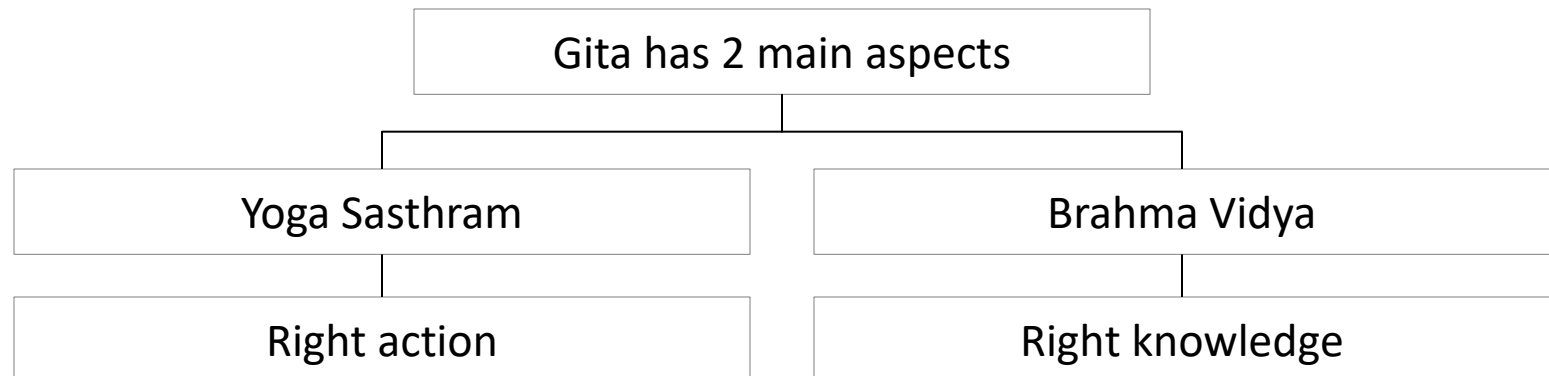 Gita has 2 main aspects
Yoga Sasthram
Brahma Vidya
Right action
Right knowledge